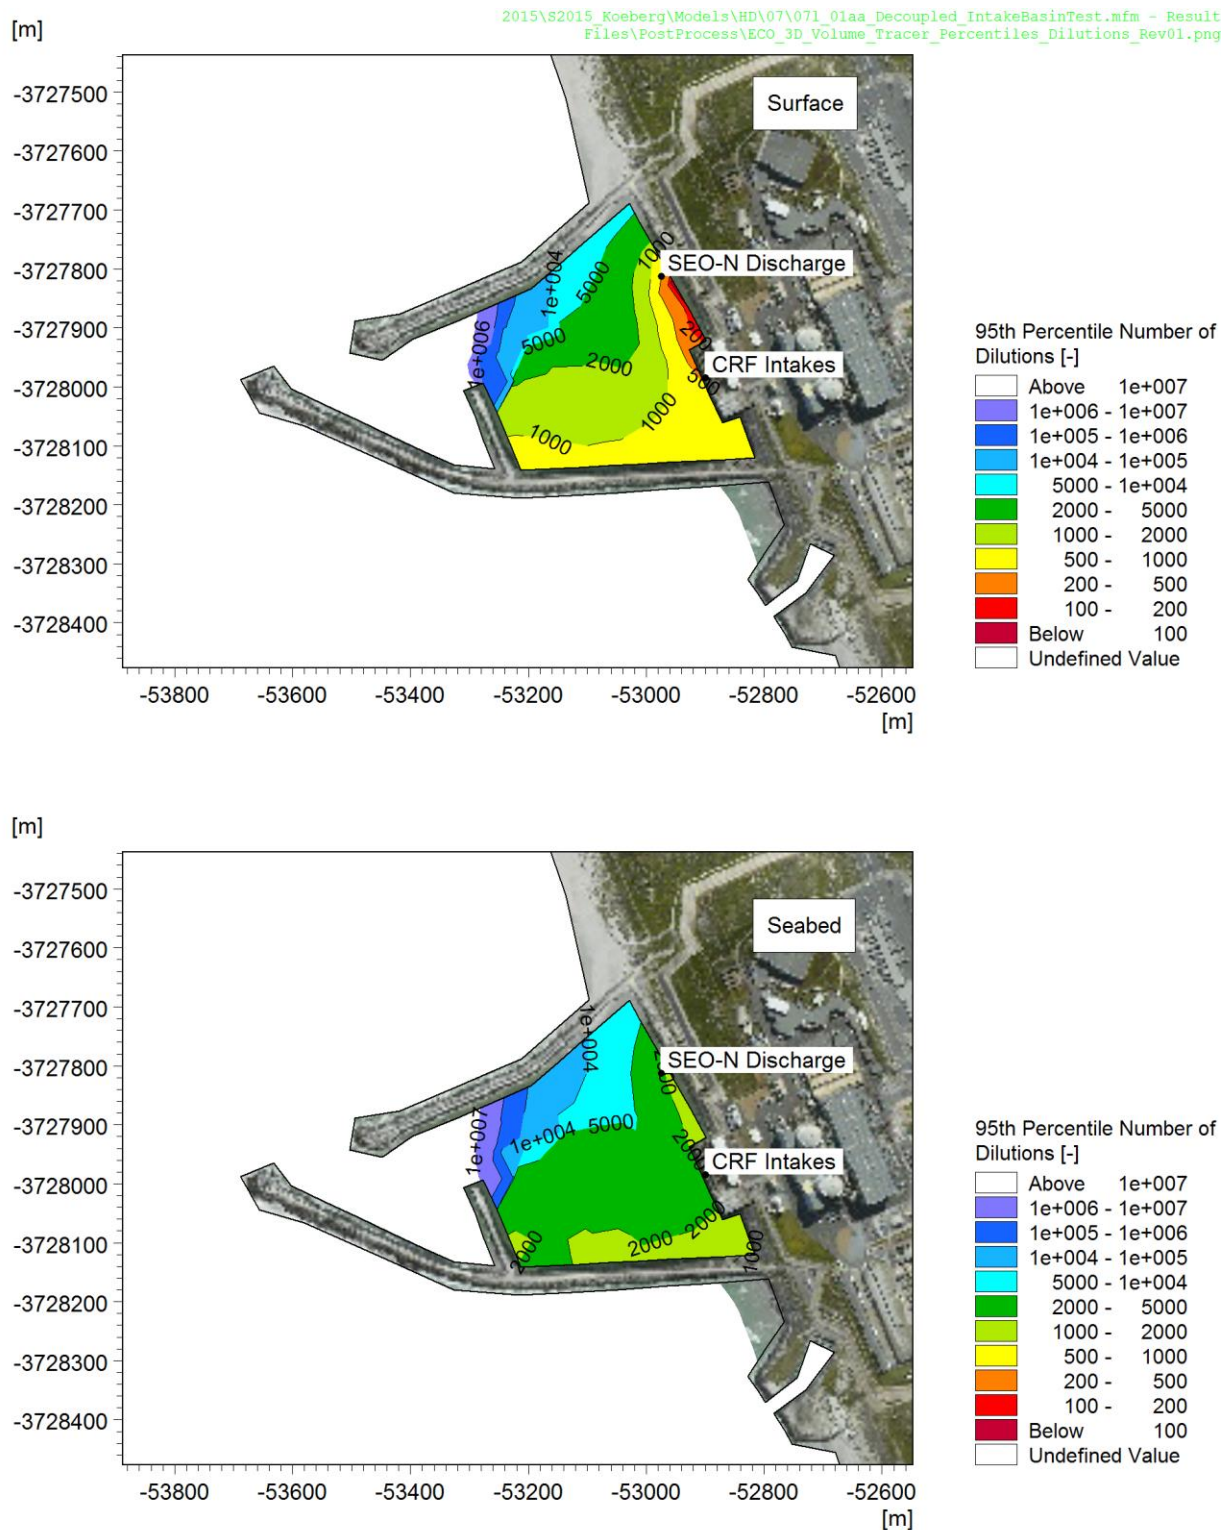 2015\S2015_Koeberg\Models\HD\07\071_01aa_Decoupled_IntakeBasinTest.mfm - Result
Files\PostProcess\ECO_3D_Volume_Tracer_Percentiles_Dilutions_Rev01.png
[m]
Surface
-3727500
-3727600
-3727700
-3727800
-3727900
-3728000
-3728100
-3728200
-3728300
-3728400
1000
SEO-N Discharge
1e+004
5000
1e+006
5000
200
2000
CRF Intakes
500
1000
1000
-53800
-53600
-53400
-53200
-53000
-52800
-52600
[m]
95th Percentile Number of
Dilutions [-]
Above 1e+007
1e+006 - 1e+007
1e+005 - 1e+006
1e+004 - 1e+005
5000 - 1e+004
2000 - 5000
1000 - 2000
500 - 1000
200 - 500
100 - 200
Below 100
Undefined Value
[m]
Seabed
-3727500
-3727600
-3727700
-3727800
-3727900
-3728000
-3728100
-3728200
-3728300
-3728400
1e+004
SEO-N Discharge
1e+007
1e+004
5000
2000
CRF Intakes
2000
2000
2000
1000
-53800
-53600
-53400
-53200
-53000
-52800
-52600
[m]
95th Percentile Number of
Dilutions [-]
Above 1e+007
1e+006 - 1e+007
1e+005 - 1e+006
1e+004 - 1e+005
5000 - 1e+004
2000 - 5000
1000 - 2000
500 - 1000
200 - 500
100 - 200
Below 100
Undefined Value